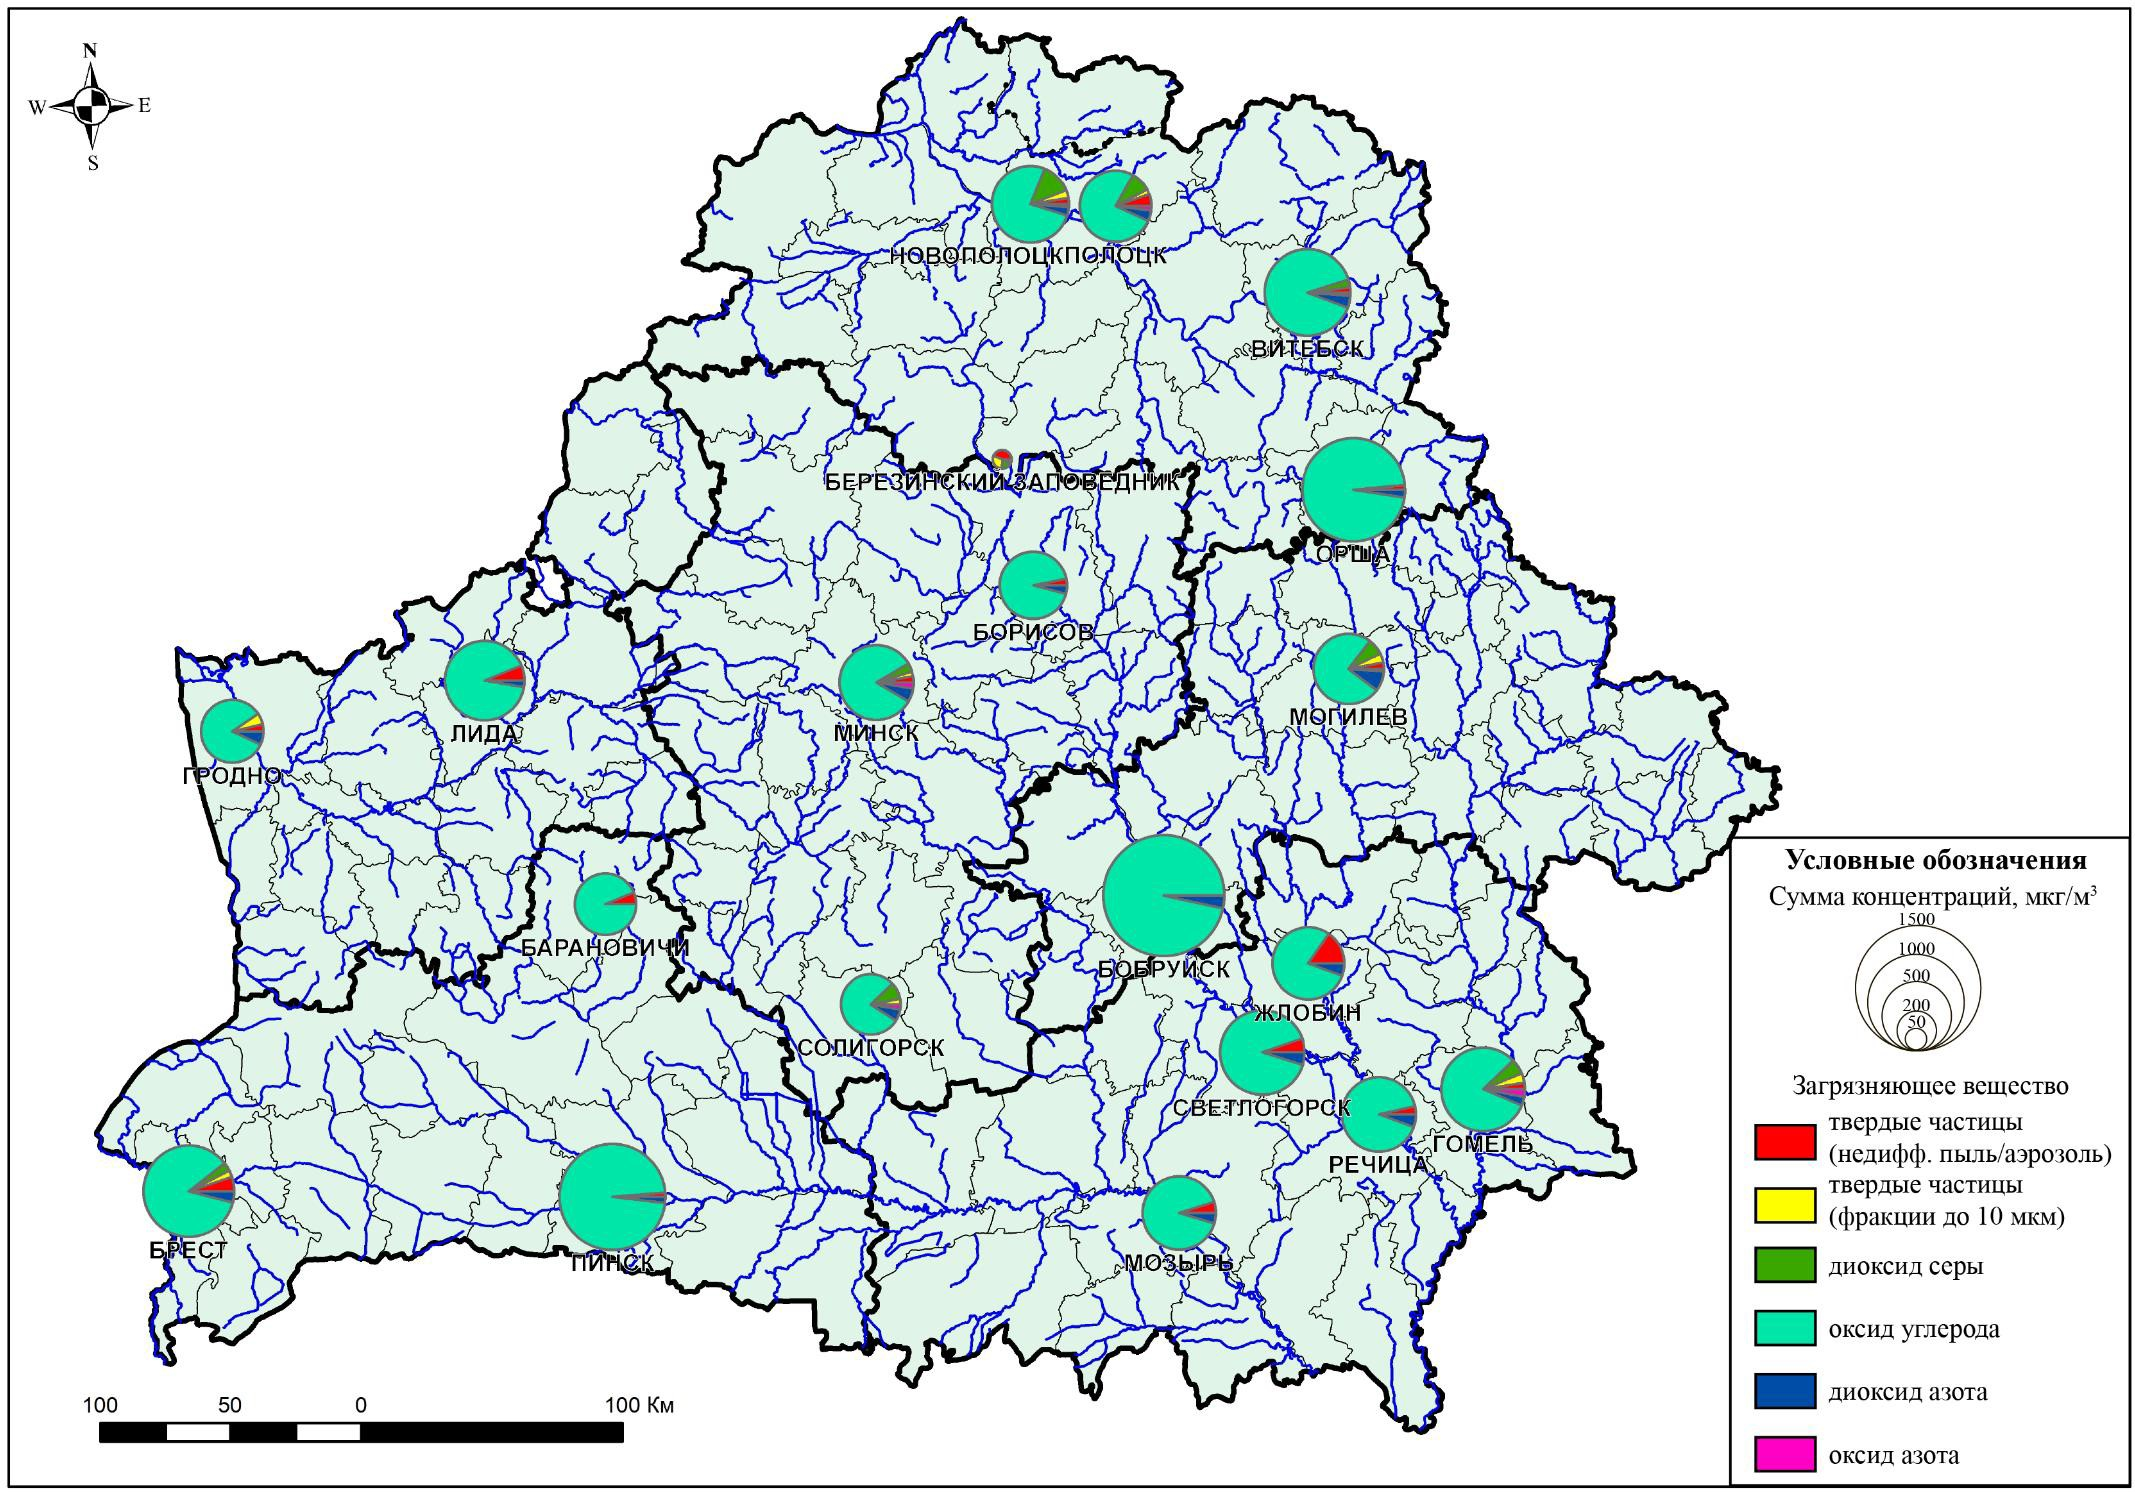 N
W E
S
НОВОПОЛОЦК
ПОЛОЦК
ВИТЕБСК
БЕРЕЗИНСКИЙ ЗАПОВЕДНИК
ОРША
БОРИСОВ
МОГИЛЕВ
ЛИДА
МИНСК
ГРОДНО
БАРАНОВИЧИ
БОБРУЙСК
ЖЛОБИН
СОЛИГОРСК
СВЕТЛОГОРСК
ГОМЕЛЬ
РЕЧИЦА
БРЕСТ
ПИНСК
МОЗЫРЬ
100 50 0 100 Км
Условные обозначения
Сумма концентраций, мкг/м³
1500
1000
500
200
50
Загрязняющее вещество
твердые частицы
(недифф. пыль/аэрозоль)
твердые частицы
(фракции до 10 мкм)
диоксид серы
оксид углерода
диоксид азота
оксид азота